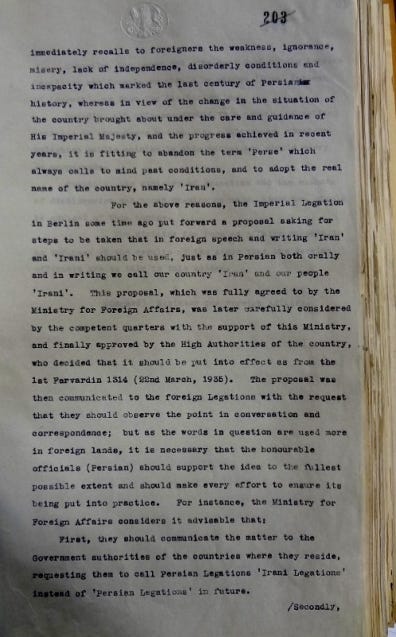 203
immediately recalls to foreigners the weakness, ignorance,
misery, lack of independence, disorderly conditions and
incapacity which marked the last century of Persian
history, whereas in view of the change in the situation of
the country brought about under the care and guidance of
His Imperial Majesty, and the progress achieved in recent
years, it is fitting to abandon the term 'Perse' which
always calls to mind past conditions, and to adopt the real
name of the country, namely 'Iran'.
For the above reasons, the Imperial Legation
in Berlin some time ago put forward a proposal asking for
steps to be taken that in foreign speech and writing 'Iran'
and 'Irani' should be used, just as in Persian both orally
and in writing we call our country 'Iran' and our people
'Irani'. This proposal, which was fully agreed to by the
Ministry for Foreign Affairs, was later carefully considered
by the competent quarters with the support of this Ministry,
and finally approved by the High Authorities of the country,
who decided that it should be put into effect as from the
1st Farvardin 1314 (22nd March, 1935). The proposal was
then communicated to the foreign Legations with the request
that they should observe the point in conversation and
correspondence; but as the words in question are used more
in foreign lands, it is necessary that the honourable
officials (Persian) should support the idea to the fullest
possible extent and should make every effort to ensure its
being put into practice. For instance, the Ministry for
Foreign Affairs considers it advisable that:
First, they should communicate the matter to the
Government authorities of the countries where they reside,
requesting them to call Persian Legations 'Irani Legations'
instead of 'Persian Legations' in future.
/Secondly,